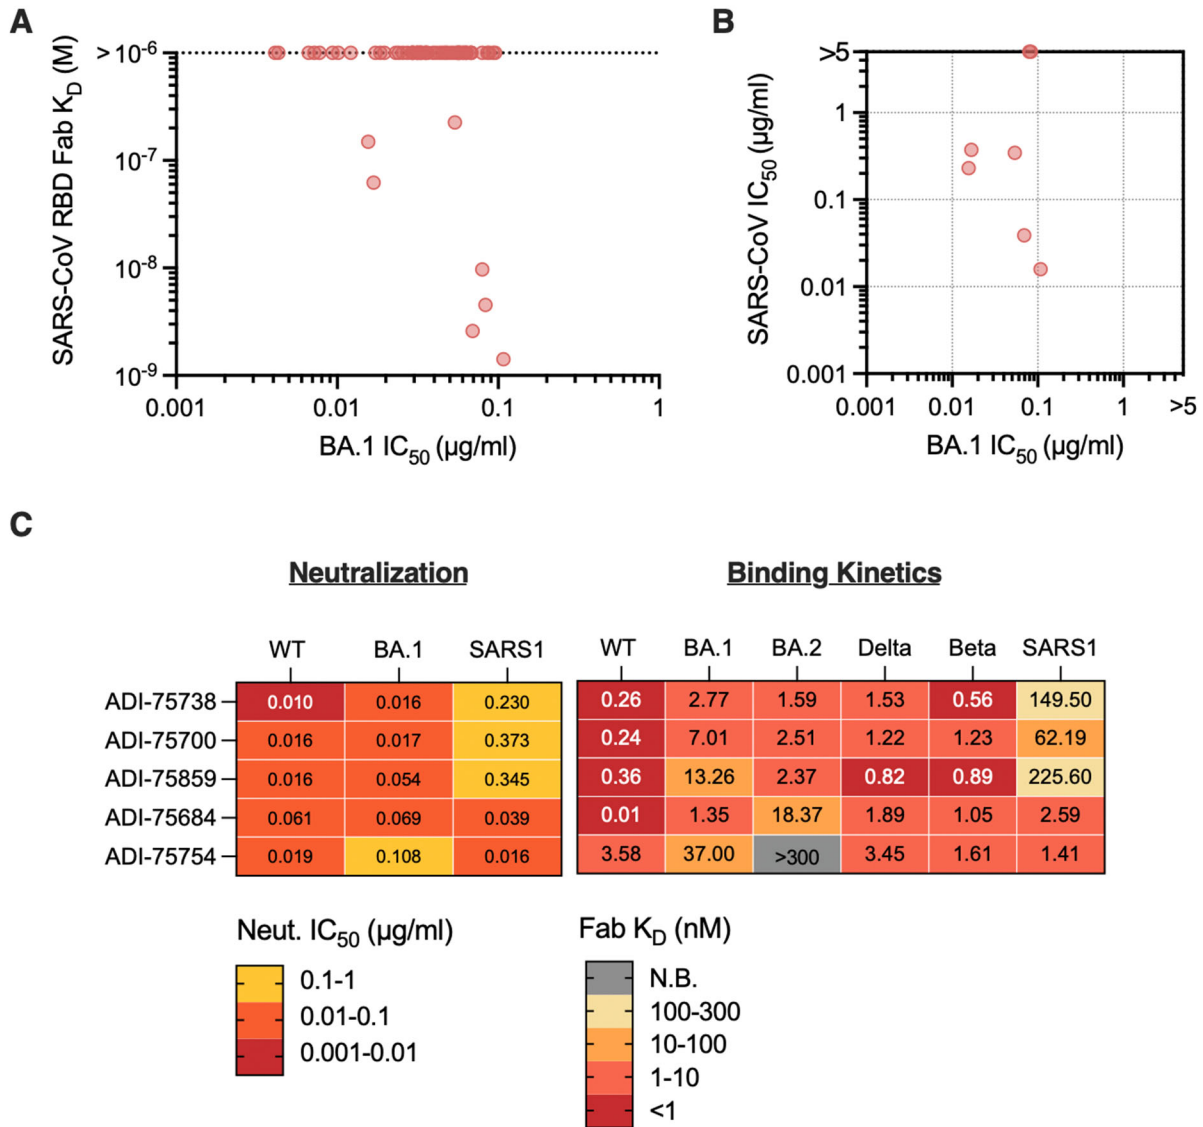 A
SARS-CoV RBD Fab K_D (M)
> 10⁻⁶
10⁻⁷
10⁻⁸
10⁻⁹
0.001 0.01 0.1 1
BA.1 IC₅₀ (µg/ml)
B
SARS-CoV IC₅₀ (µg/ml)
>5
1
0.1
0.01
0.001
0.001 0.01 0.1 1 >5
BA.1 IC₅₀ (µg/ml)
C
Neutralization
WT BA.1 SARS1
Binding Kinetics
WT BA.1 BA.2 Delta Beta SARS1
ADI-75738 0.010 0.016 0.230 0.26 2.77 1.59 1.53 0.56 149.50
ADI-75700 0.016 0.017 0.373 0.24 7.01 2.51 1.22 1.23 62.19
ADI-75859 0.016 0.054 0.345 0.36 13.26 2.37 0.82 0.89 225.60
ADI-75684 0.061 0.069 0.039 0.01 1.35 18.37 1.89 1.05 2.59
ADI-75754 0.019 0.108 0.016 3.58 37.00 >300 3.45 1.61 1.41
Neut. IC₅₀ (µg/ml)
0.1-1
0.01-0.1
0.001-0.01
Fab K_D (nM)
N.B.
100-300
10-100
1-10
<1